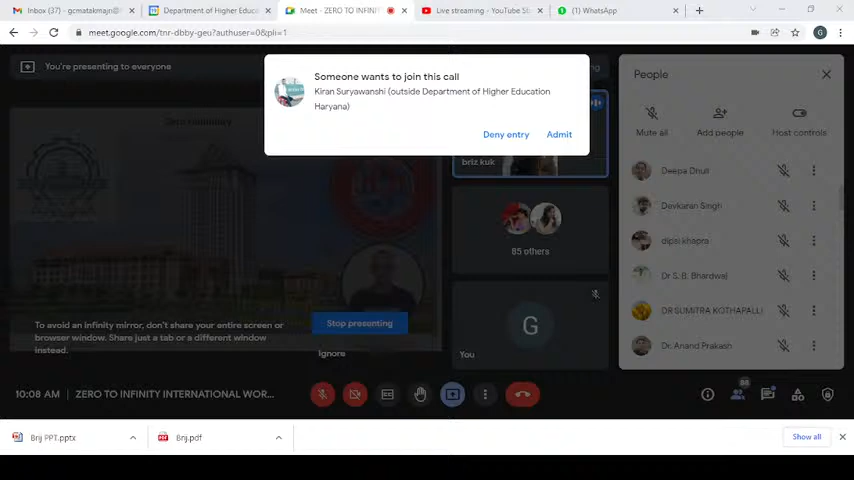 Inbox (37) - gcmatakmajn@
Department of Higher Educa
Meet - ZERO TO INFINI
Live streaming - YouTube St
(1) WhatsApp
meet.google.com/tnr-dbby-geu?authuser=0&pli=1
G
You're presenting to everyone
Someone wants to join this call
Kiran Suryawanshi (outside Department of Higher Education
Haryana)
Deny entry
Admit
briz kuk
85 others
G
You
To avoid an infinity mirror, don't share your entire screen or
browser window. Share just a tab or a different window
instead.
Stop presenting
Ignore
People
Mute all
Add people
Host controls
Deepa Dhull
Devkaran Singh
dipsi khapra
Dr S. B. Bhardwaj
DR SUMITRA KOTHAPALLI
Dr. Anand Prakash
10:08 AM | ZERO TO INFINITY INTERNATIONAL WOR...
88
Brij PPT.pptx
Brij.pdf
Show all